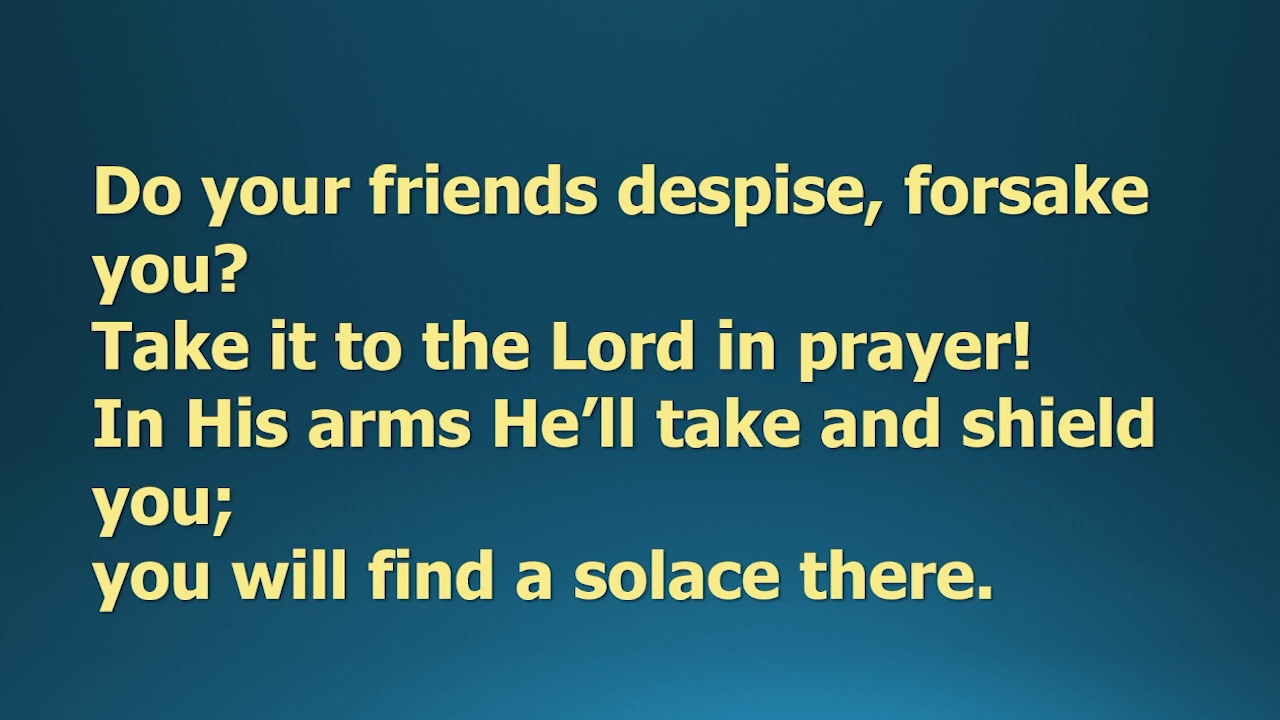 Do your friends despise, forsake
you?
Take it to the Lord in prayer!
In His arms He’ll take and shield
you;
you will find a solace there.